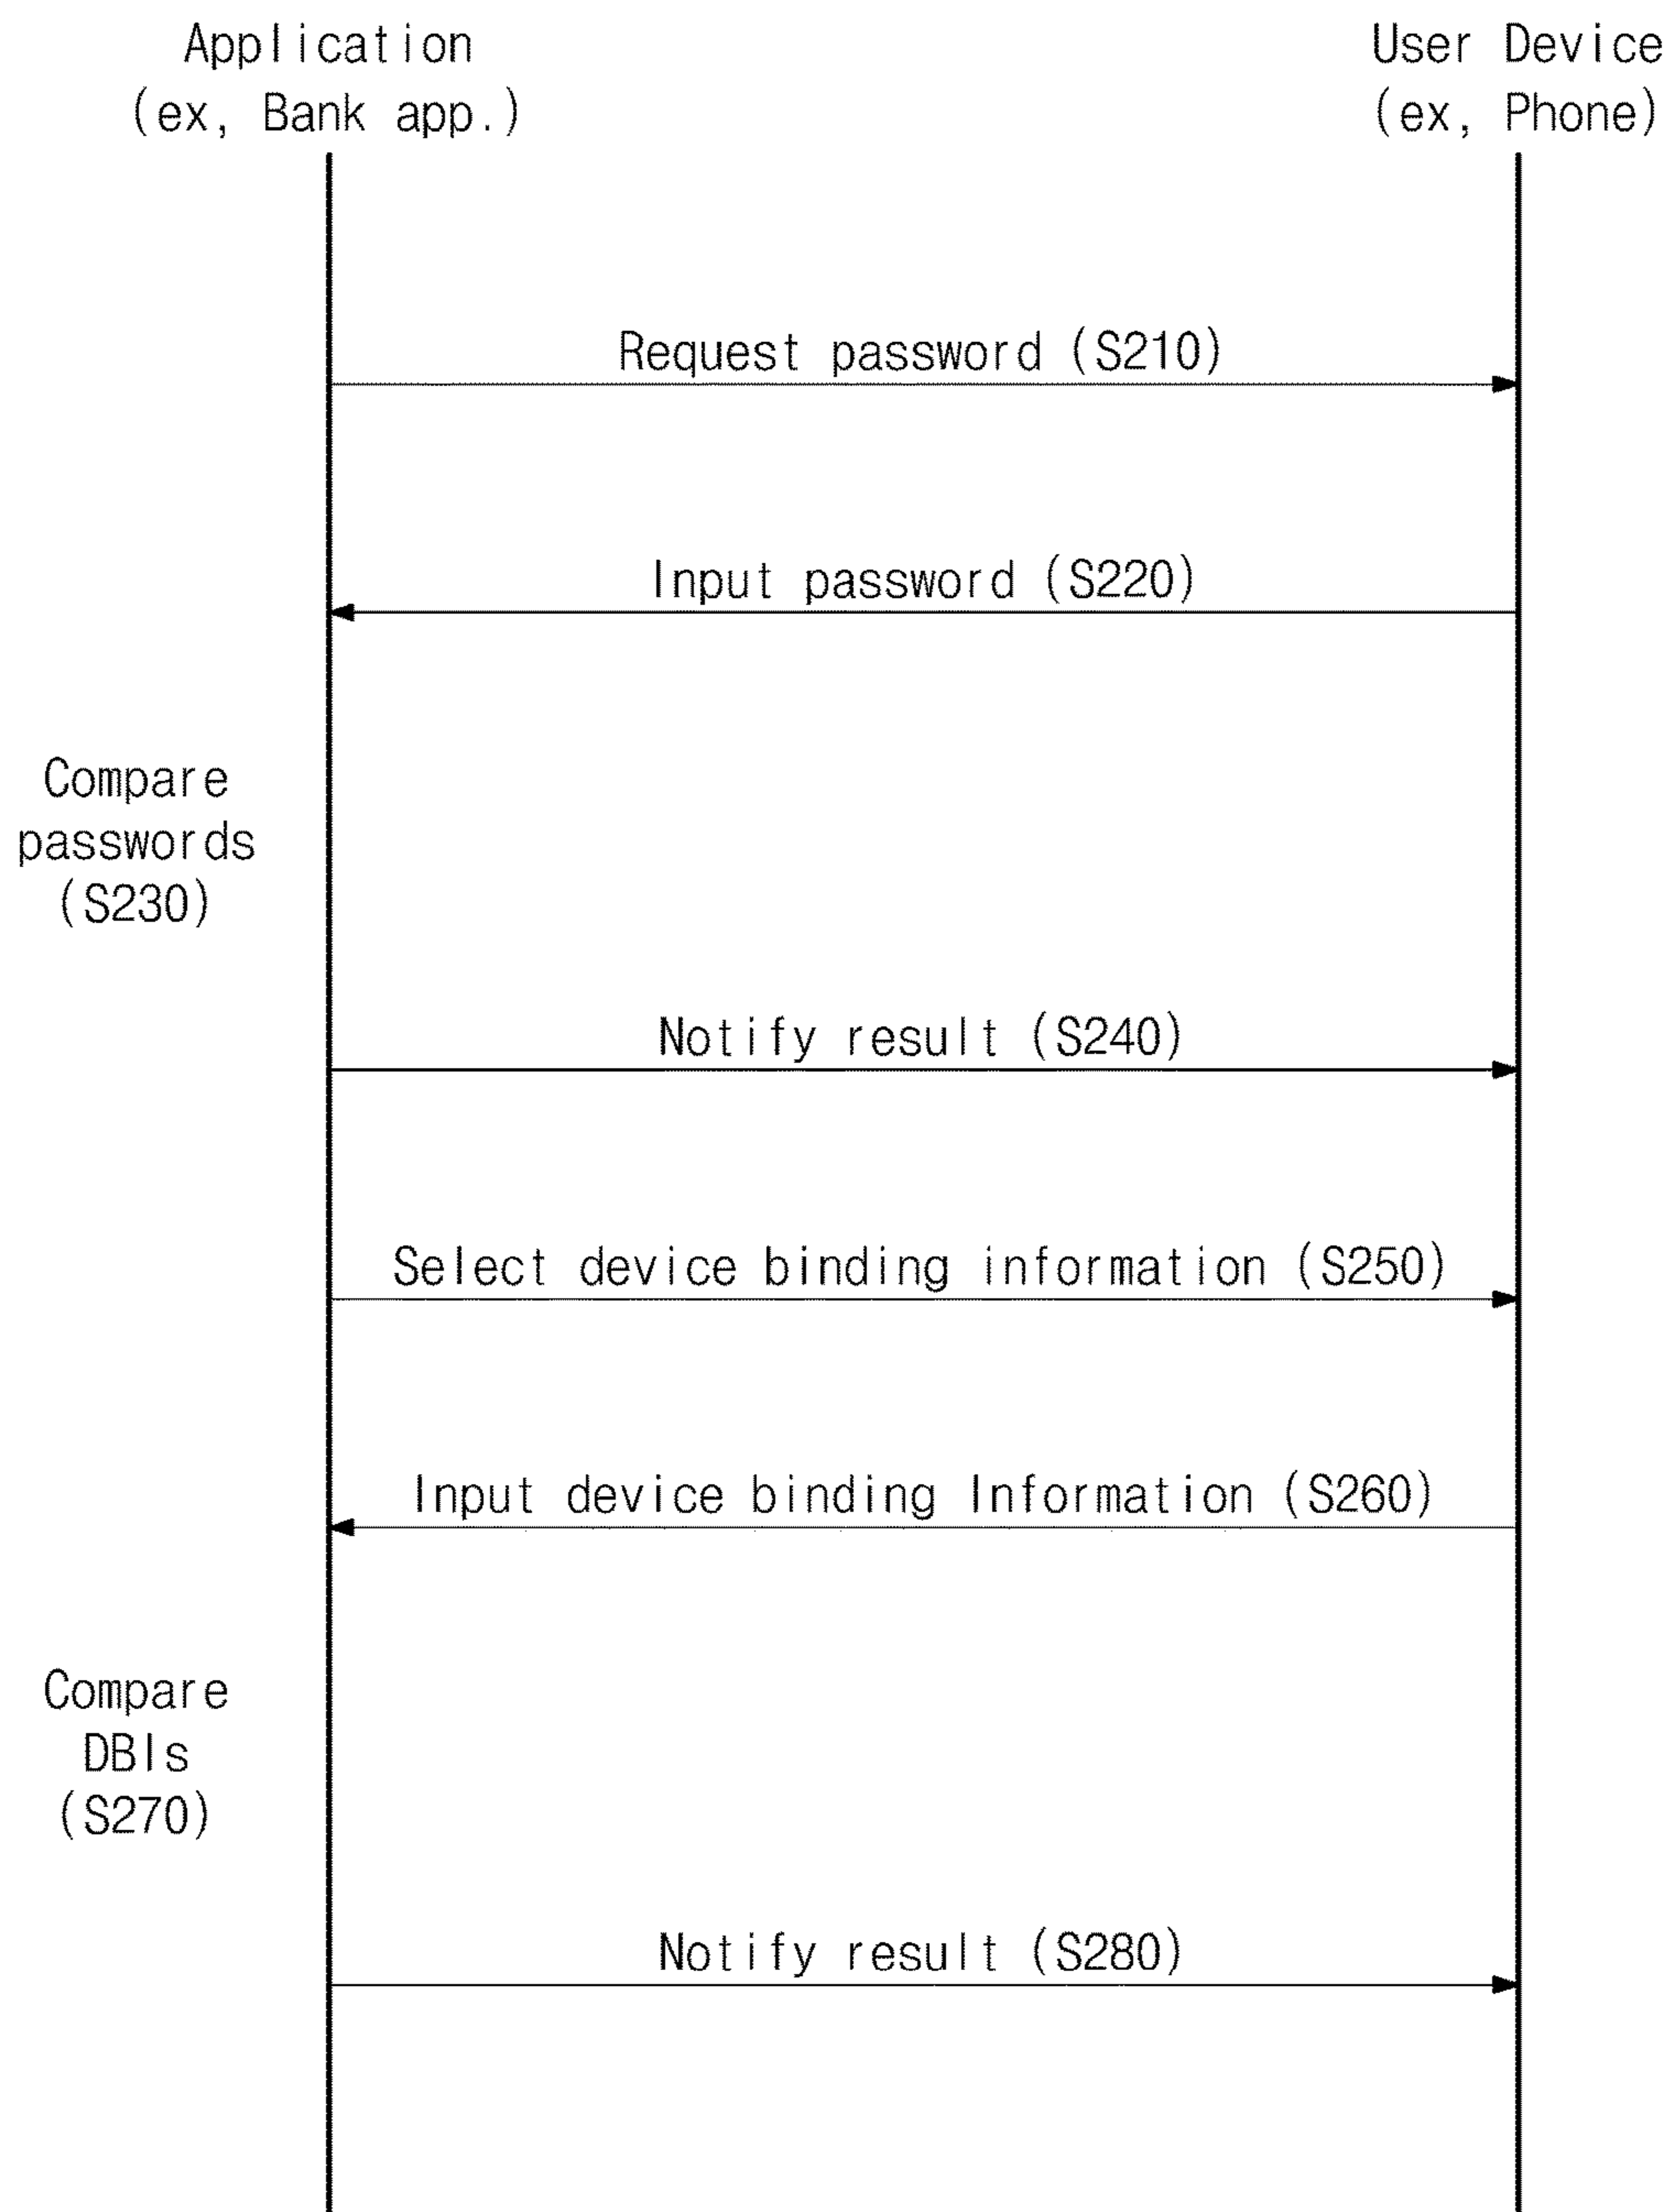 Application
(ex, Bank app.)
User Device
(ex, Phone)
Request password (S210)
Input password (S220)
Compare
passwords
(S230)
Notify result (S240)
Select device binding information (S250)
Input device binding Information (S260)
Compare
DBIs
(S270)
Notify result (S280)